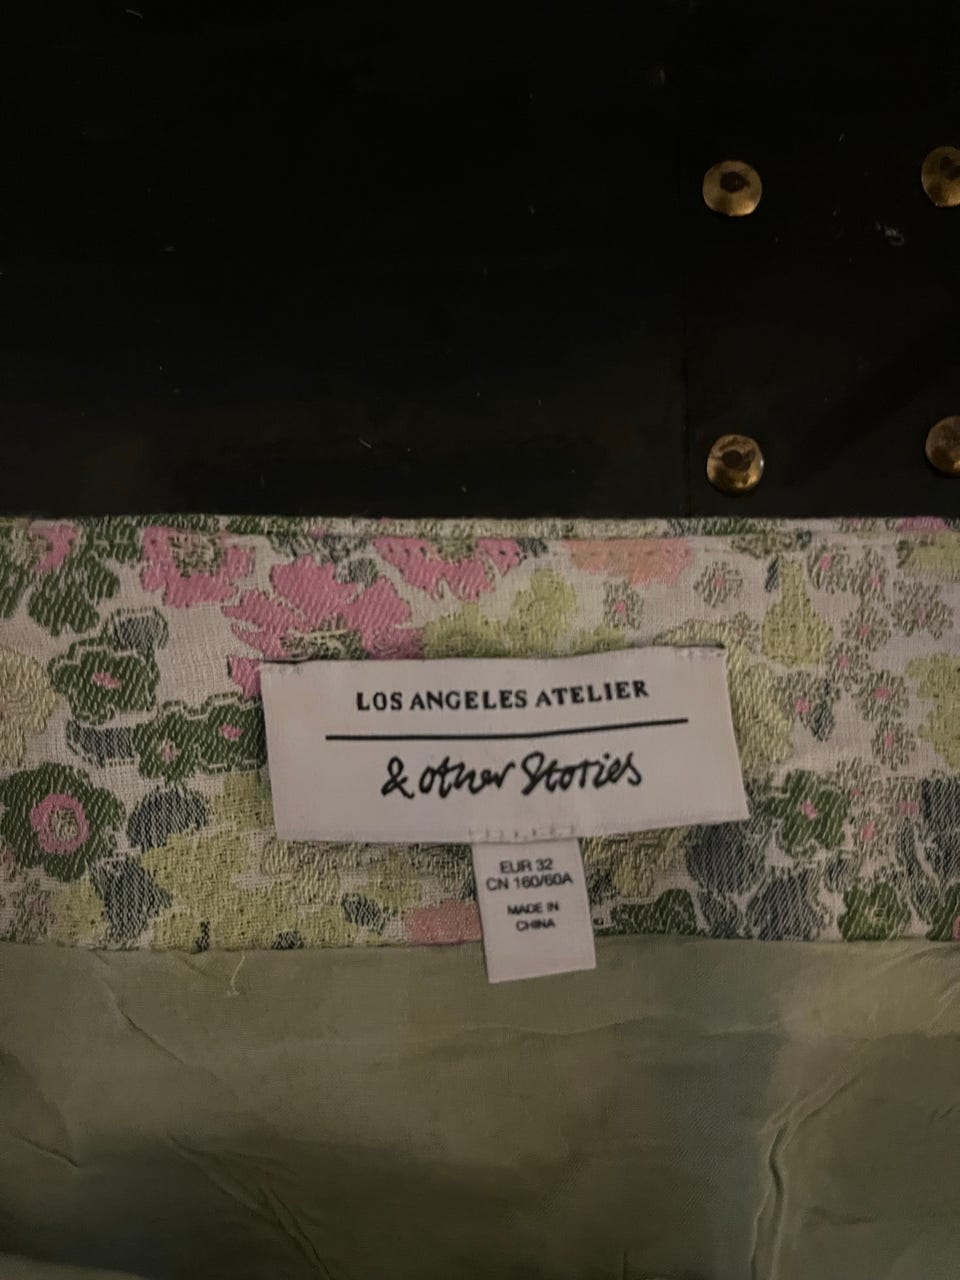 LOS ANGELES ATELIER
& other Stories
EUR 32
CN 160/60A
MADE IN
CHINA